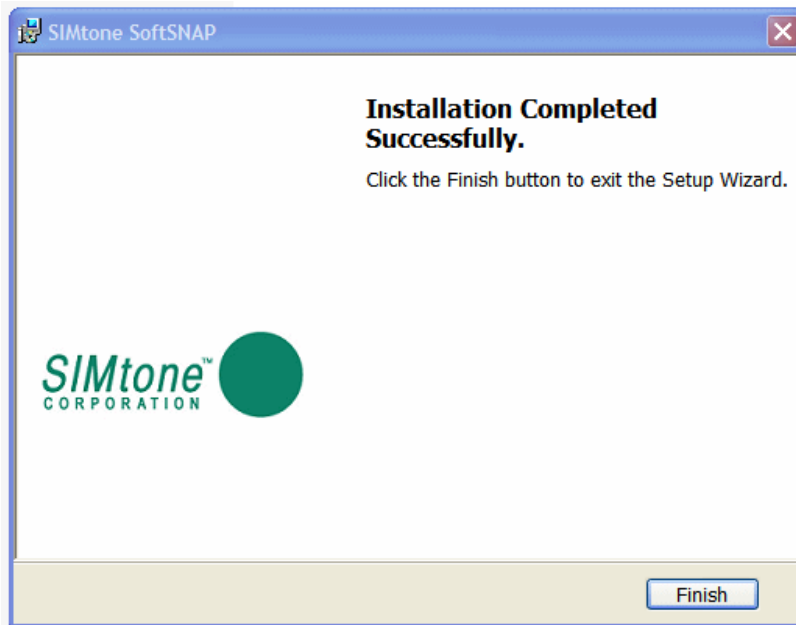 SIMtone SoftSNAP
Installation Completed
Successfully.
Click the Finish button to exit the Setup Wizard.
SIMtone™
CORPORATION
Finish